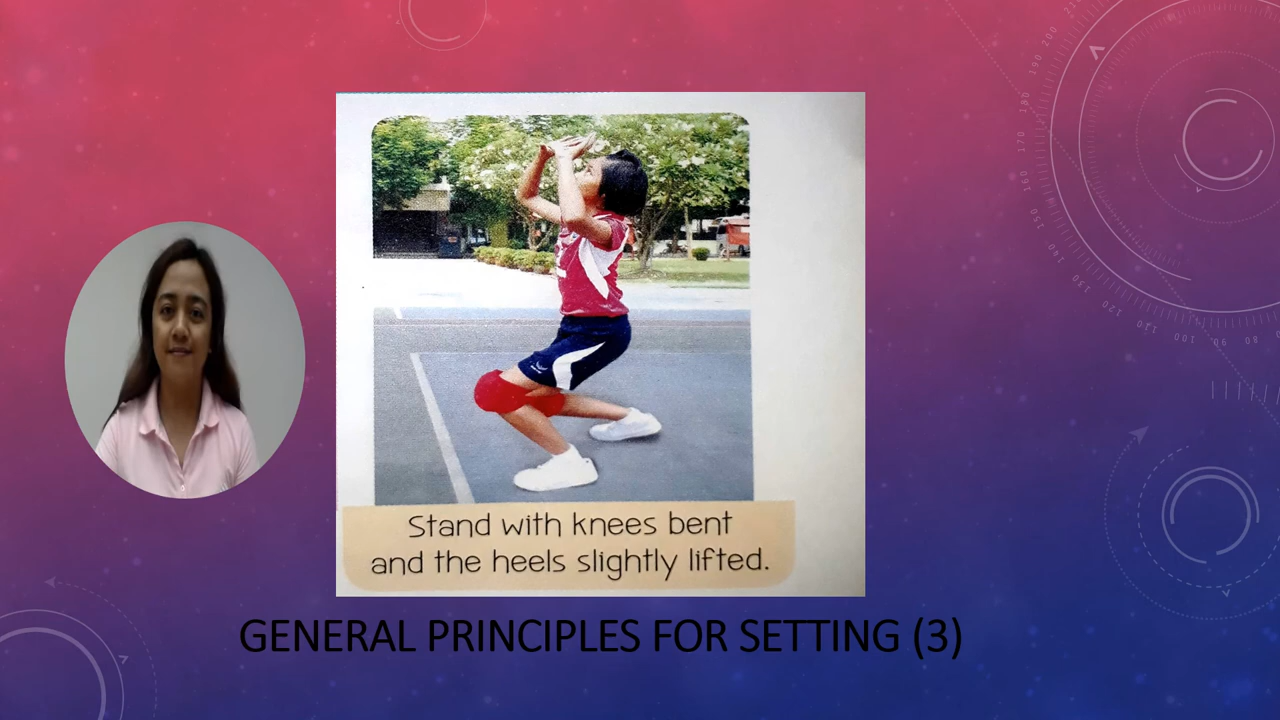 Stand with knees bent
and the heels slightly lifted.
GENERAL PRINCIPLES FOR SETTING (3)